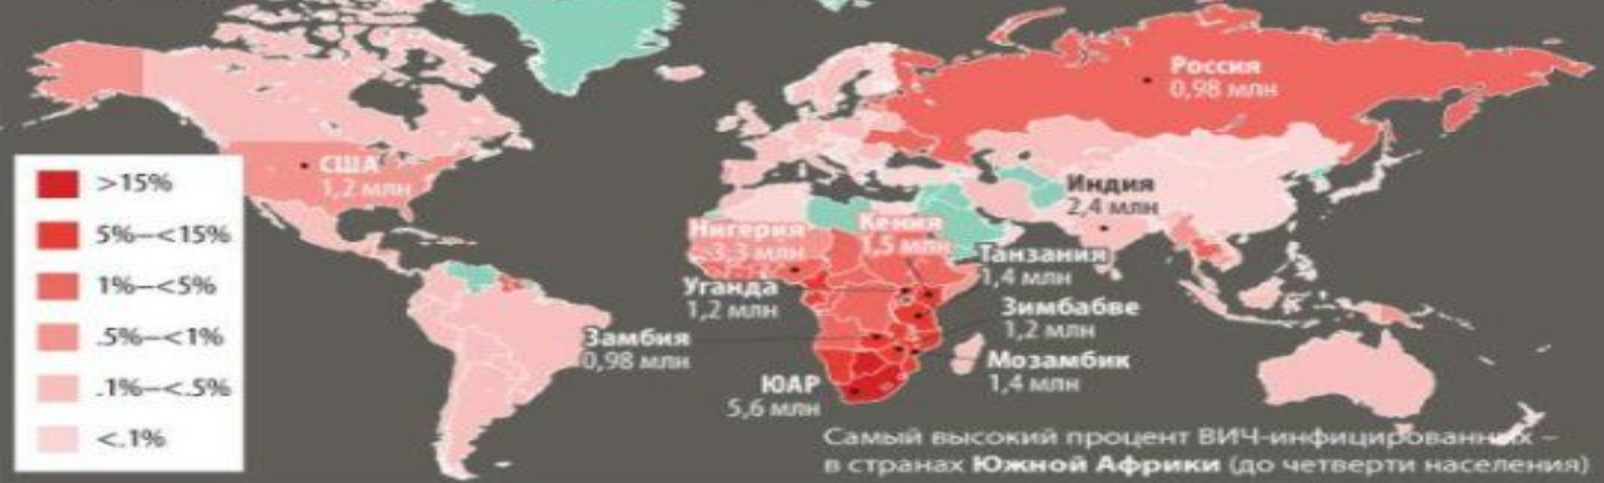 Россия
0,98 млн
США
1,2 млн
>15%
5%–<15%
1%–<5%
.5%–<1%
.1%–<.5%
<.1%
Индия
2,4 млн
Нигерия
3,3 млн
Кения
1,5 млн
Танзания
1,4 млн
Уганда
1,2 млн
Зимбабве
1,2 млн
Замбия
0,98 млн
Мозамбик
1,4 млн
ЮАР
5,6 млн
Самый высокий процент ВИЧ-инфицированных –
в странах Южной Африки (до четверти населения)